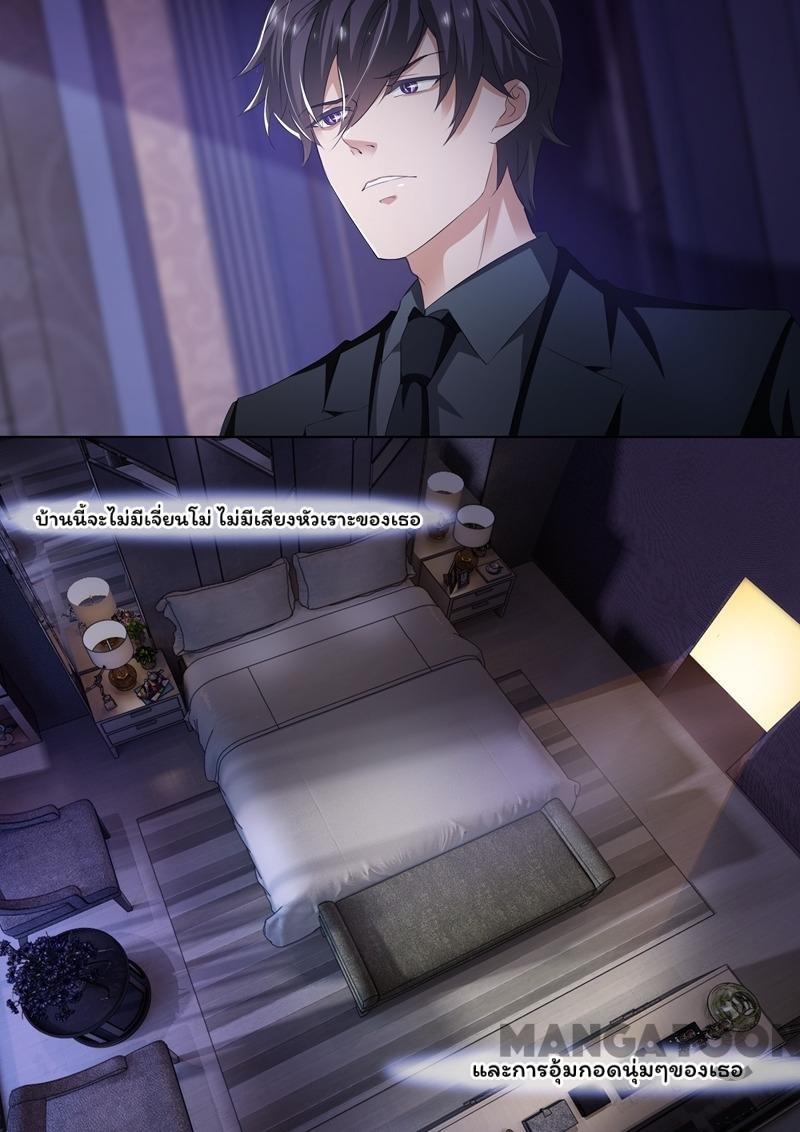 บ้านนี้จะไม่มีเจี่ยนโม่ ไม่มีเสียงหัวเราะของเธอ
MANGATOON
และการอุ้มกอดนุ่มๆของเธอ